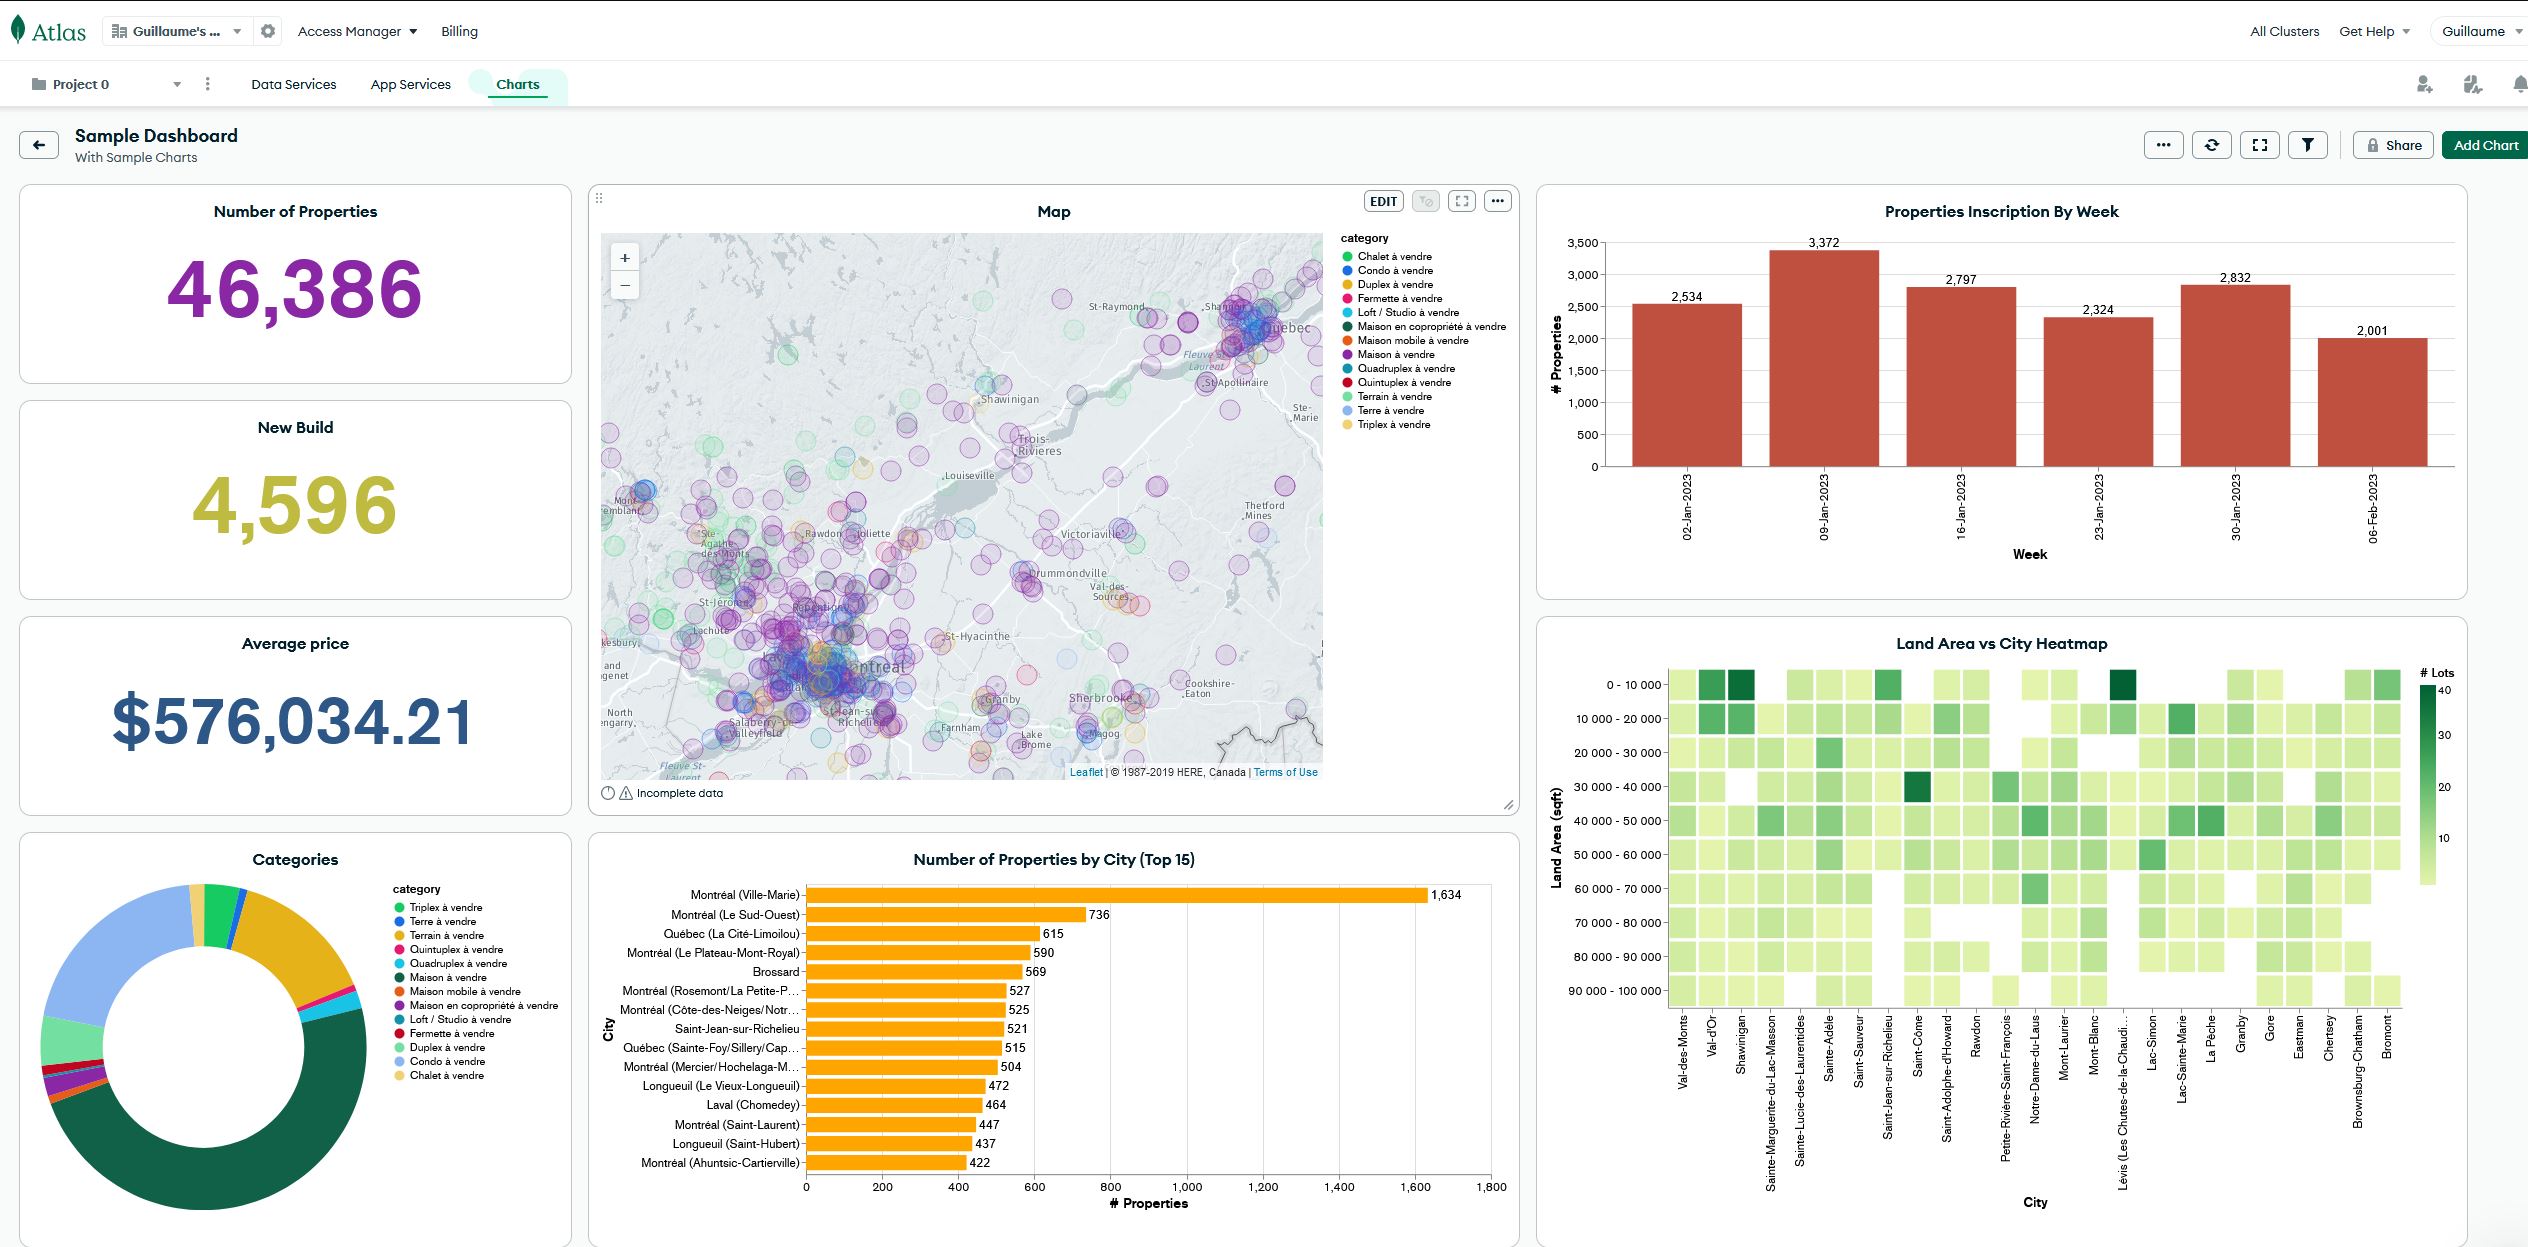 Atlas
Guillaume's ...
Access Manager
Billing
All Clusters
Get Help
Guillaume
Project 0
Data Services
App Services
Charts
Sample Dashboard
With Sample Charts
Share
Add Chart
Number of Properties
46,386
New Build
4,596
Average price
$576,034.21
Categories
category
Triplex à vendre
Terre à vendre
Terrain à vendre
Quintuplex à vendre
Quadruplex à vendre
Maison à vendre
Maison mobile à vendre
Maison en copropriété à vendre
Loft / Studio à vendre
Fermette à vendre
Duplex à vendre
Condo à vendre
Chalet à vendre
Map
EDIT
+
−
category
Chalet à vendre
Condo à vendre
Duplex à vendre
Fermette à vendre
Loft / Studio à vendre
Maison en copropriété à vendre
Maison mobile à vendre
Maison à vendre
Quadruplex à vendre
Quintuplex à vendre
Terrain à vendre
Terre à vendre
Triplex à vendre
St-Raymond
Shannon
Québec
Fleuve St-
Laurent
St-Apollinaire
Shawinigan
Ste-
Marie
Trois-
Rivières
Louiseville
Thetford
Mines
Mont-
emblant
Rawdon
Joliette
Victoriaville
Ste-
Agathe
des-Monts
Drummondville
Val-des-
Sources
St-Jérôme
Repentigny
Lachute
St-Hyacinthe
kesbury
and
genet
ntreal
Cookshire-
Eaton
Granby
Sherbrooke
North
engarry
Salaberry-de-
Valleyfield
St-Jean-sur-
Richelieu
Farnham
Lake
Brome
Magog
Fleuve St-
Laurent
Leaflet | © 1987-2019 HERE, Canada | Terms of Use
Incomplete data
Number of Properties by City (Top 15)
City
Montréal (Ville-Marie) 1,634
Montréal (Le Sud-Ouest) 736
Québec (La Cité-Limoilou) 615
Montréal (Le Plateau-Mont-Royal) 590
Brossard 569
Montréal (Rosemont/La Petite-P... 527
Montréal (Côte-des-Neiges/Notr... 525
Saint-Jean-sur-Richelieu 521
Québec (Sainte-Foy/Sillery/Cap... 515
Montréal (Mercier/Hochelaga-M... 504
Longueuil (Le Vieux-Longueuil) 472
Laval (Chomedey) 464
Montréal (Saint-Laurent) 447
Longueuil (Saint-Hubert) 437
Montréal (Ahuntsic-Cartierville) 422
0 200 400 600 800 1,000 1,200 1,400 1,600 1,800
# Properties
Properties Inscription By Week
# Properties
3,500
3,000
2,500
2,000
1,500
1,000
500
0
2,534 3,372 2,797 2,324 2,832 2,001
02-Jan-2023
09-Jan-2023
16-Jan-2023
23-Jan-2023
30-Jan-2023
06-Feb-2023
Week
Land Area vs City Heatmap
Land Area (sqft)
0 - 10 000
10 000 - 20 000
20 000 - 30 000
30 000 - 40 000
40 000 - 50 000
50 000 - 60 000
60 000 - 70 000
70 000 - 80 000
80 000 - 90 000
90 000 - 100 000
# Lots
40
30
20
10
Val-des-Monts
Val-d'Or
Shawinigan
Sainte-Marguerite-du-Lac-Masson
Sainte-Lucie-des-Laurentides
Sainte-Adèle
Saint-Sauveur
Saint-Jean-sur-Richelieu
Saint-Côme
Saint-Adolphe-d'Howard
Rawdon
Petite-Rivière-Saint-François
Notre-Dame-du-Laus
Mont-Laurier
Mont-Blanc
Lévis (Les Chutes-de-la-Chaudi...
Lac-Simon
Lac-Sainte-Marie
La Pêche
Granby
Gore
Eastman
Chertsey
Brownsburg-Chatham
Bromont
City